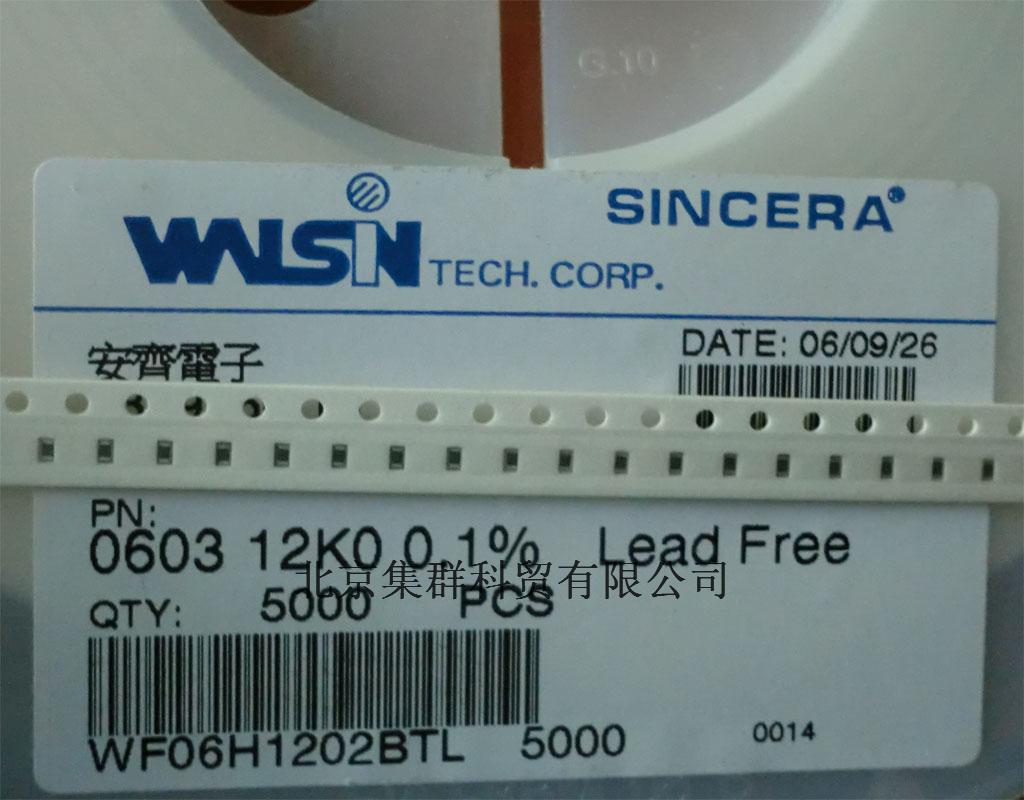 G.10
WALSIN TECH. CORP.
SINCERA
安齊電子
DATE: 06/09/26
PN:
0603 12K0 0.1% Lead Free
北京集群科贸有限公司
QTY: 5000 PCS
WF06H1202BTL 5000
0014